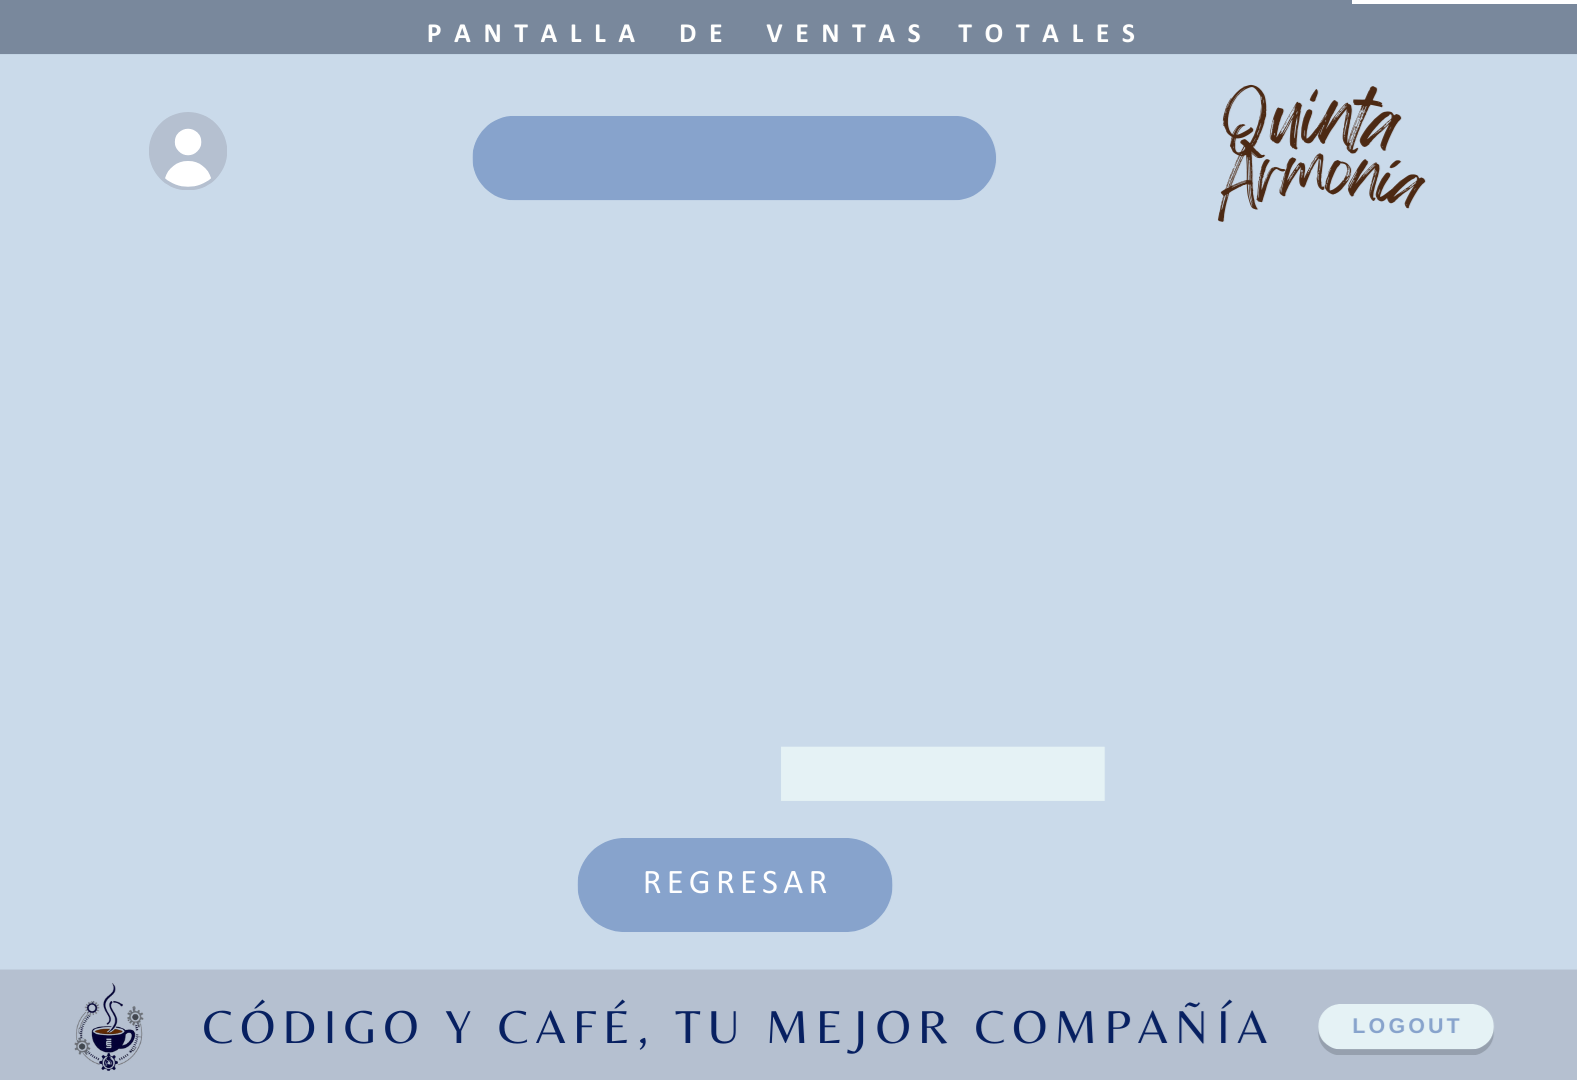 PANTALLA DE VENTAS TOTALES
Quinta
Armonía
REGRESAR
CÓDIGO Y CAFÉ, TU MEJOR COMPAÑÍA
LOGOUT